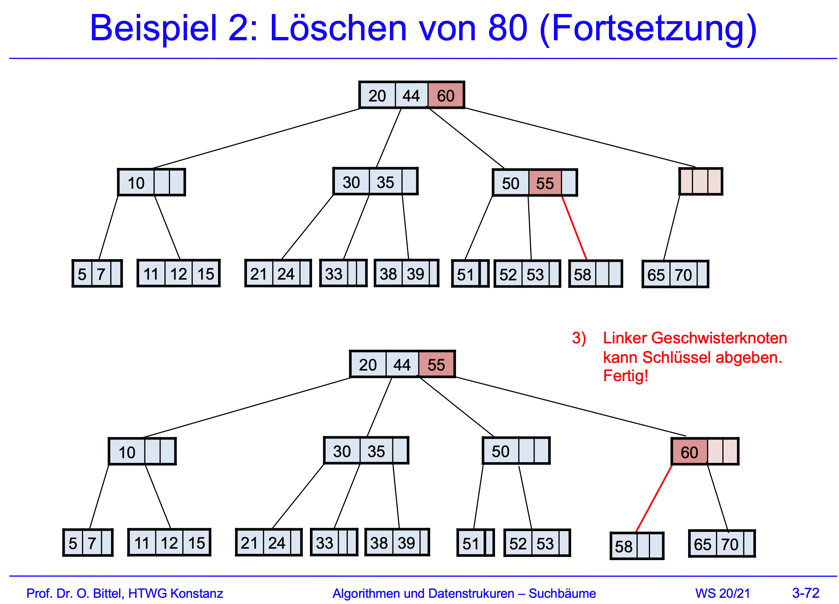 Beispiel 2: Löschen von 80 (Fortsetzung)
20 44 60
10 30 35 50 55
5 7 11 12 15 21 24 33 38 39 51 52 53 58 65 70
3) Linker Geschwisterknoten
kann Schlüssel abgeben.
Fertig!
20 44 55
10 30 35 50 60
5 7 11 12 15 21 24 33 38 39 51 52 53 58 65 70
Prof. Dr. O. Bittel, HTWG Konstanz Algorithmen und Datenstrukuren – Suchbäume WS 20/21 3-72